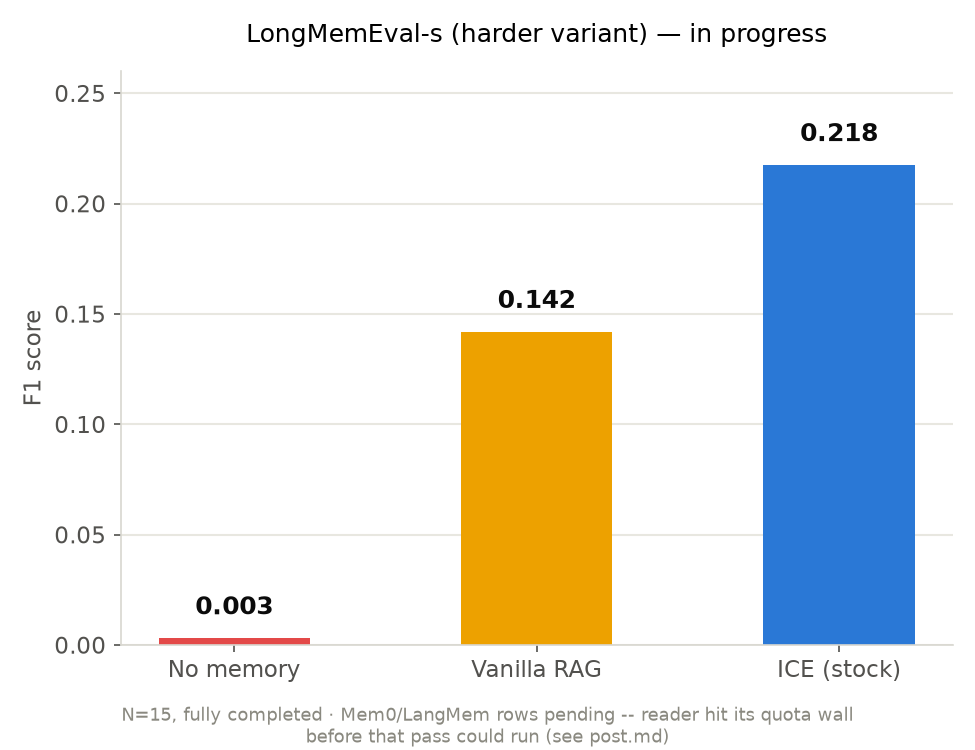 LongMemEval-s (harder variant) — in progress
F1 score
0.25
0.20
0.15
0.10
0.05
0.00
0.003
0.142
0.218
No memory
Vanilla RAG
ICE (stock)
N=15, fully completed · Mem0/LangMem rows pending -- reader hit its quota wall
before that pass could run (see post.md)